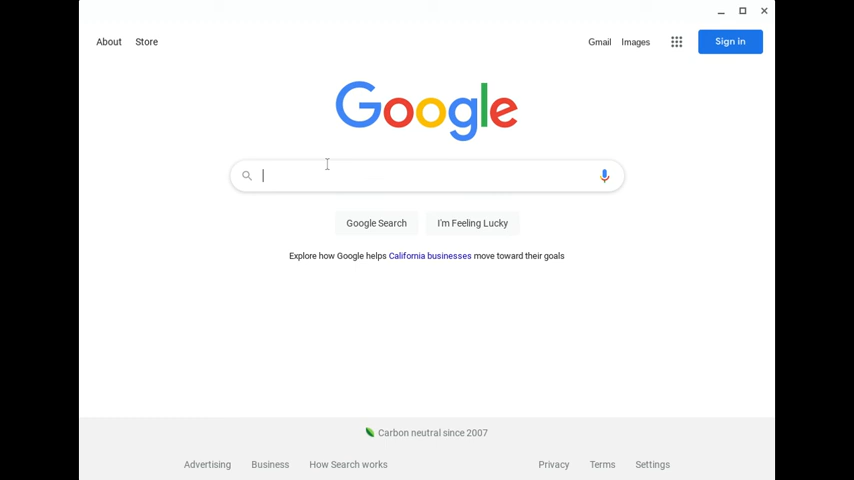 About Store Gmail Images Sign in
Google
Google Search I'm Feeling Lucky
Explore how Google helps California businesses move toward their goals
Carbon neutral since 2007
Advertising Business How Search works Privacy Terms Settings